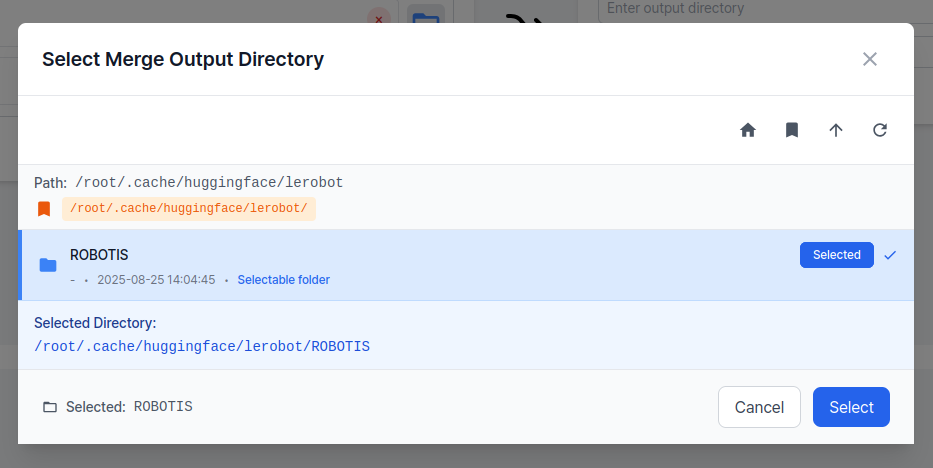 Enter output directory
Select Merge Output Directory
Path: /root/.cache/huggingface/lerobot
/root/.cache/huggingface/lerobot/
ROBOTIS
Selected
- • 2025-08-25 14:04:45 • Selectable folder
Selected Directory:
/root/.cache/huggingface/lerobot/ROBOTIS
Selected: ROBOTIS
Cancel
Select